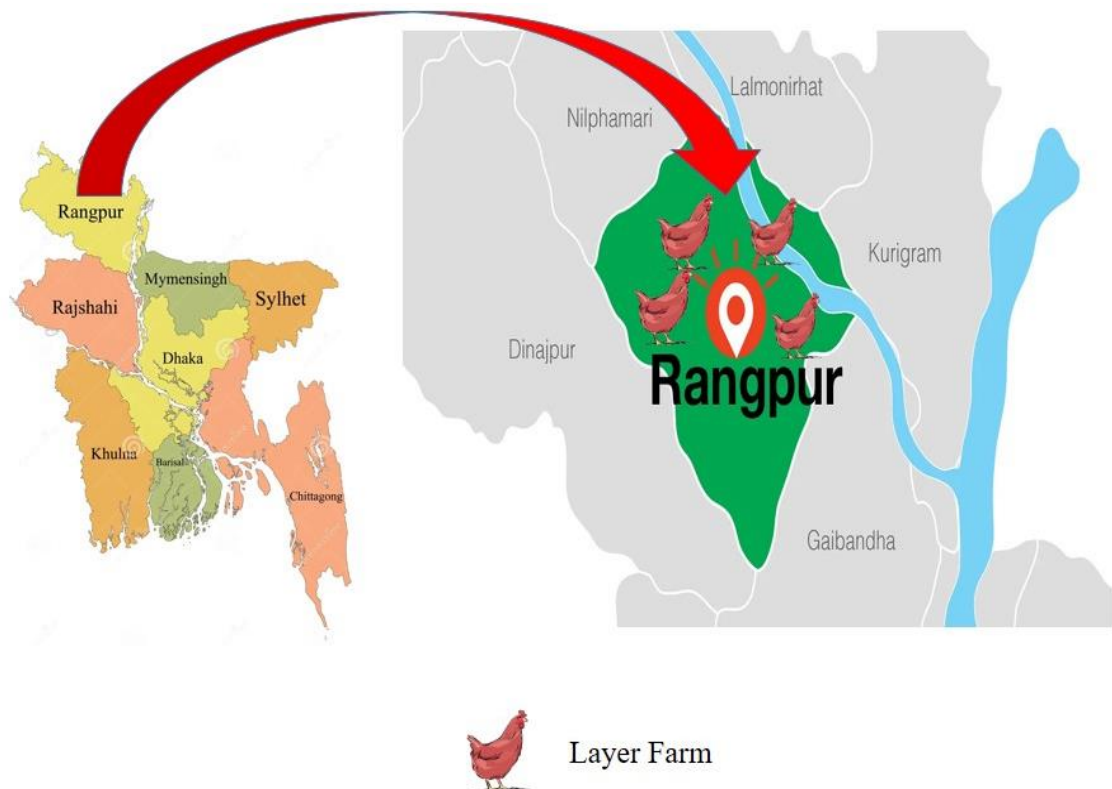 Rangpur
Mymensingh
Sylhet
Rajshahi
Dhaka
Khulna
Barisal
Chittagong
Lalmonirhat
Nilphamari
Kurigram
Dinajpur
Rangpur
Gaibandha
Layer Farm